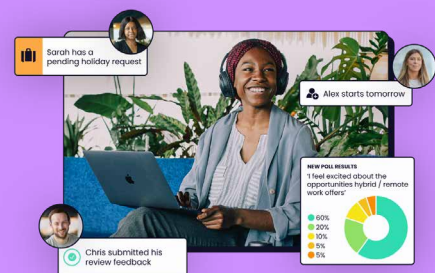 Sarah has a
pending holiday request
Alex starts tomorrow
NEW POLL RESULTS
'I feel excited about the
opportunities hybrid / remote
work offers'
60%
20%
10%
5%
5%
Chris submitted his
review feedback